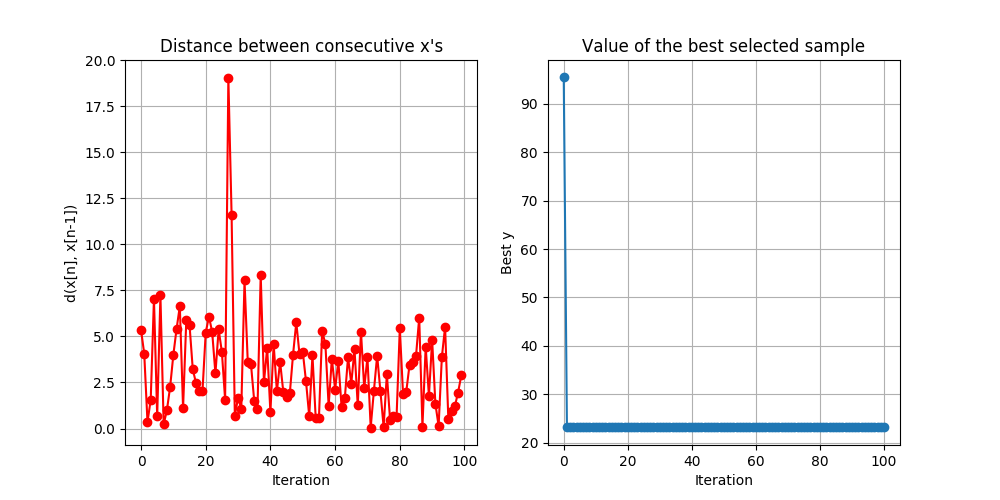 Distance between consecutive x's
20.0
17.5
15.0
12.5
10.0
7.5
5.0
2.5
0.0
d(x[n], x[n-1])
0 20 40 60 80 100
Iteration
Value of the best selected sample
90
80
70
60
50
40
30
20
Best y
0 20 40 60 80 100
Iteration